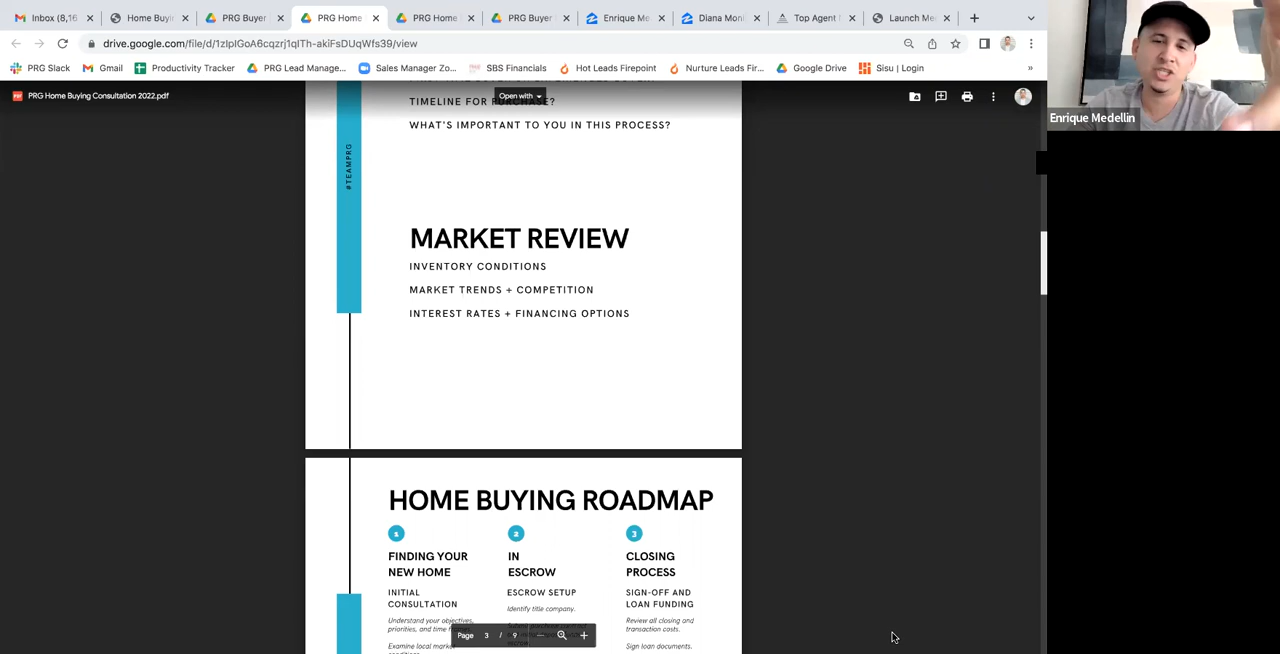 Inbox (8,16
Home Buyi
PRG Buyer
PRG Home
PRG Home
PRG Buyer
Enrique Me
Diana Moni
Top Agent
Launch Me
drive.google.com/file/d/1zIpIGoA6cqzrj1qITh-akiFsDUqWfs39/view
PRG Slack
Gmail
Productivity Tracker
PRG Lead Manage...
Sales Manager Zo...
SBS Financials
Hot Leads Firepoint
Nurture Leads Fir...
Google Drive
Sisu | Login
»
PRG Home Buying Consultation 2022.pdf
Open with
TIMELINE FOR PURCHASE?
WHAT'S IMPORTANT TO YOU IN THIS PROCESS?
#TEAMPRG
MARKET REVIEW
INVENTORY CONDITIONS
MARKET TRENDS + COMPETITION
INTEREST RATES + FINANCING OPTIONS
HOME BUYING ROADMAP
1
FINDING YOUR
NEW HOME
INITIAL
CONSULTATION
Understand your objectives,
priorities, and time
Examine local market
2
IN
ESCROW
ESCROW SETUP
Identify title company.
3
CLOSING
PROCESS
SIGN-OFF AND
LOAN FUNDING
Review all closing and
transaction costs.
Sign loan documents.
Page 3 / 9
Enrique Medellin